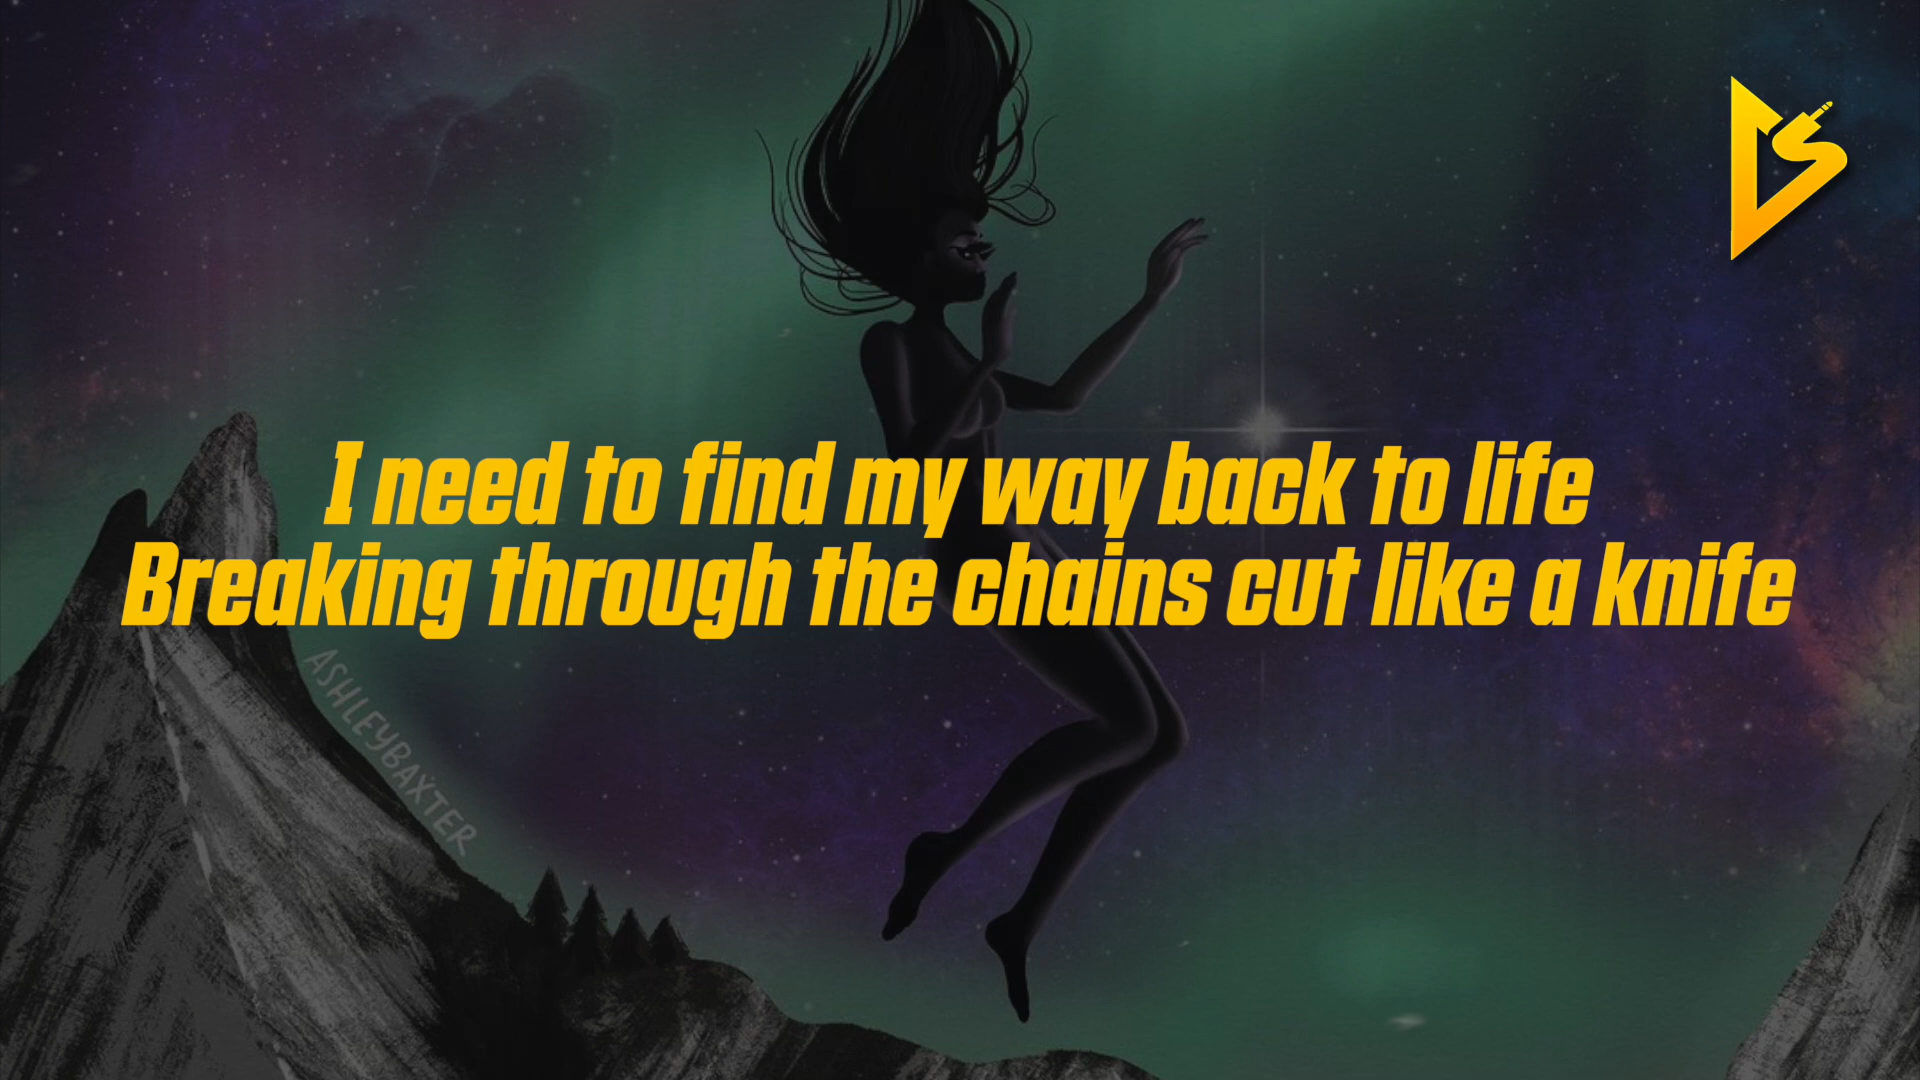 I need to find my way back to life
Breaking through the chains cut like a knife
ASHLEYBAXTER